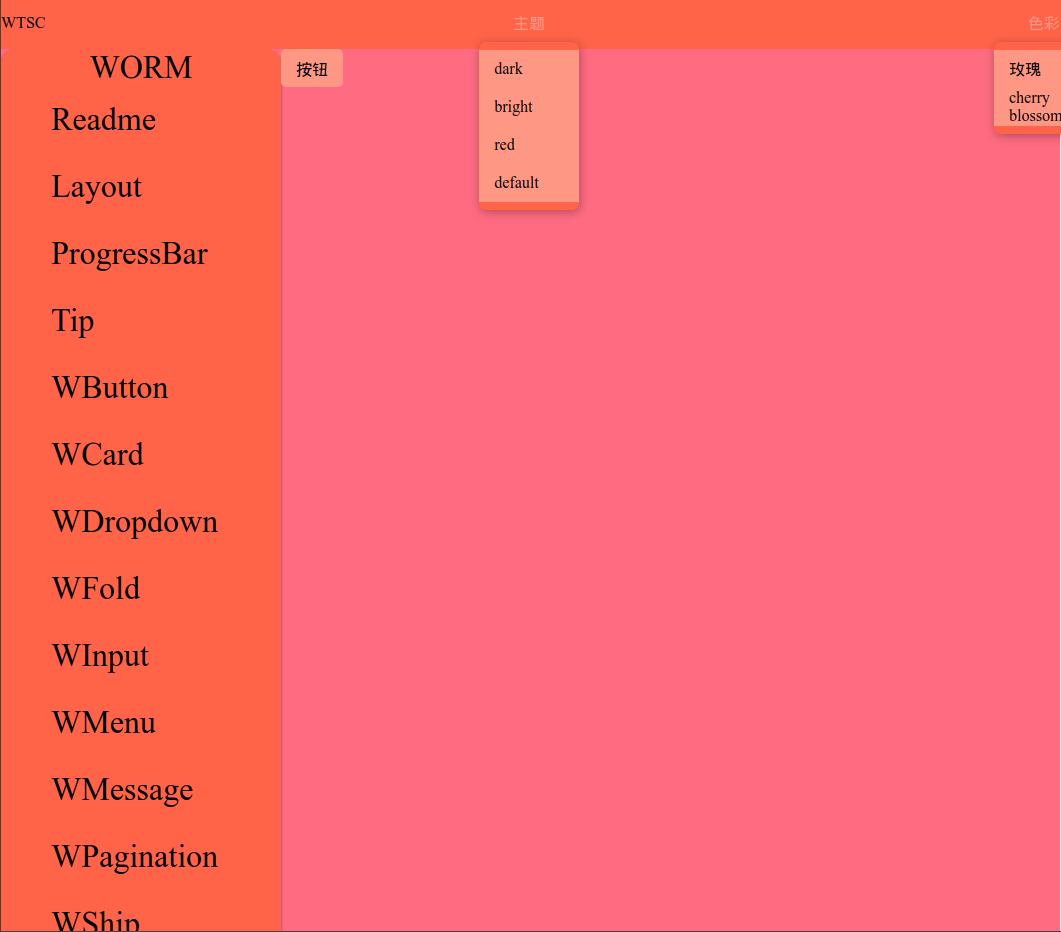 WTSC
主题
色彩
WORM
Readme
Layout
ProgressBar
Tip
WButton
WCard
WDropdown
WFold
WInput
WMenu
WMessage
WPagination
WShip
按钮
dark
bright
red
default
玫瑰
cherry
blossom